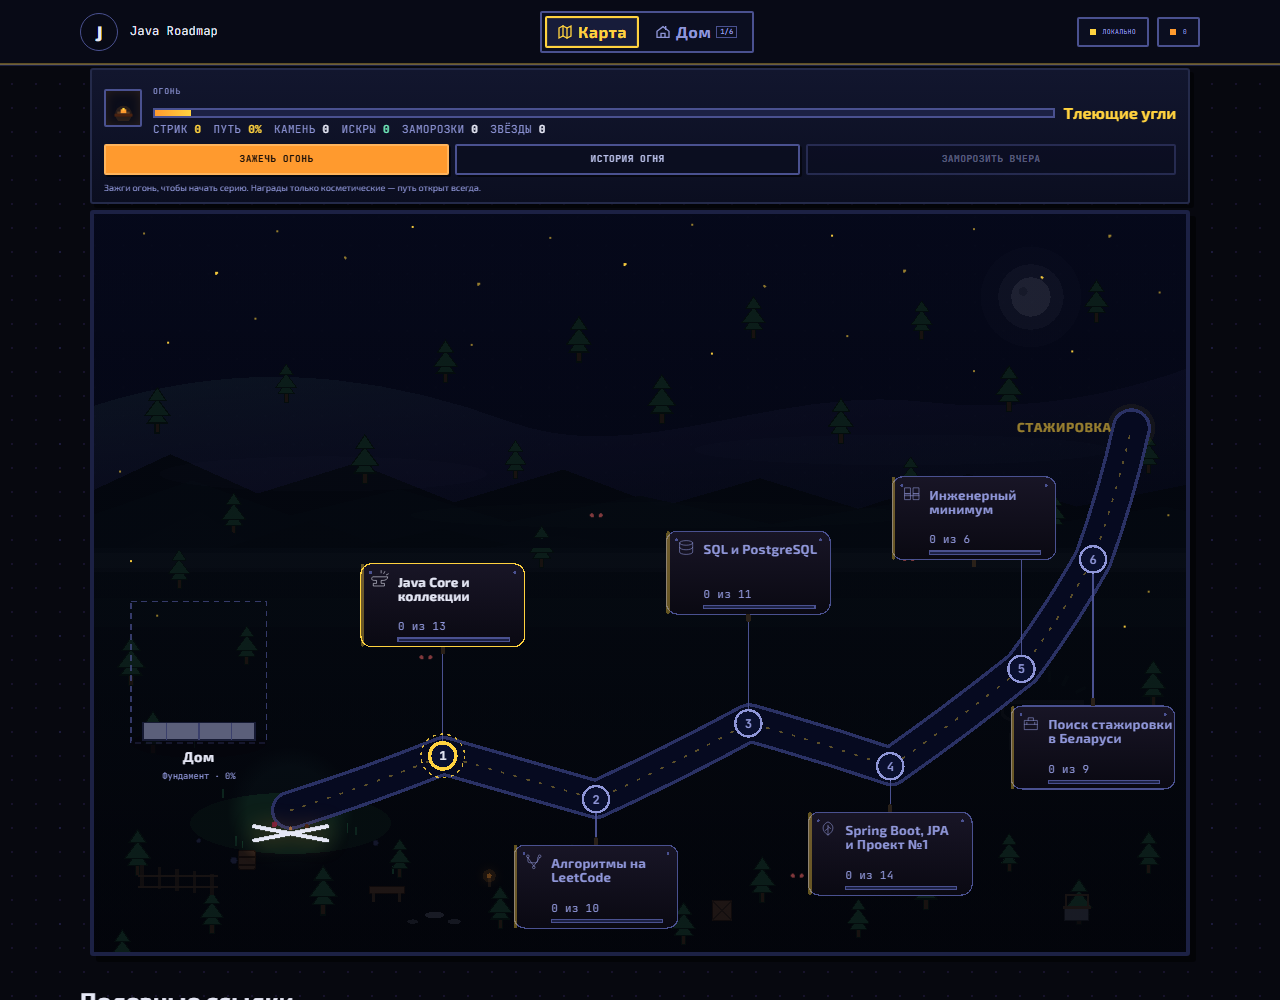 J Java Roadmap
Карта
Дом 1/6
ЛОКАЛЬНО
0
ОГОНЬ
Тлеющие угли
СТРИК 0 ПУТЬ 0% КАМЕНЬ 0 ИСКРЫ 0 ЗАМОРОЗКИ 0 ЗВЁЗДЫ 0
ЗАЖЕЧЬ ОГОНЬ
ИСТОРИЯ ОГНЯ
ЗАМОРОЗИТЬ ВЧЕРА
Зажги огонь, чтобы начать серию. Награды только косметические — путь открыт всегда.
СТАЖИРОВКА
Инженерный
минимум
0 из 6
SQL и PostgreSQL
0 из 11
Java Core и
коллекции
0 из 13
6
5
3
1
4
2
Поиск стажировки
в Беларуси
0 из 9
Дом
Фундамент · 0%
Spring Boot, JPA
и Проект №1
0 из 14
Алгоритмы на
LeetCode
0 из 10
Полезные ссылки